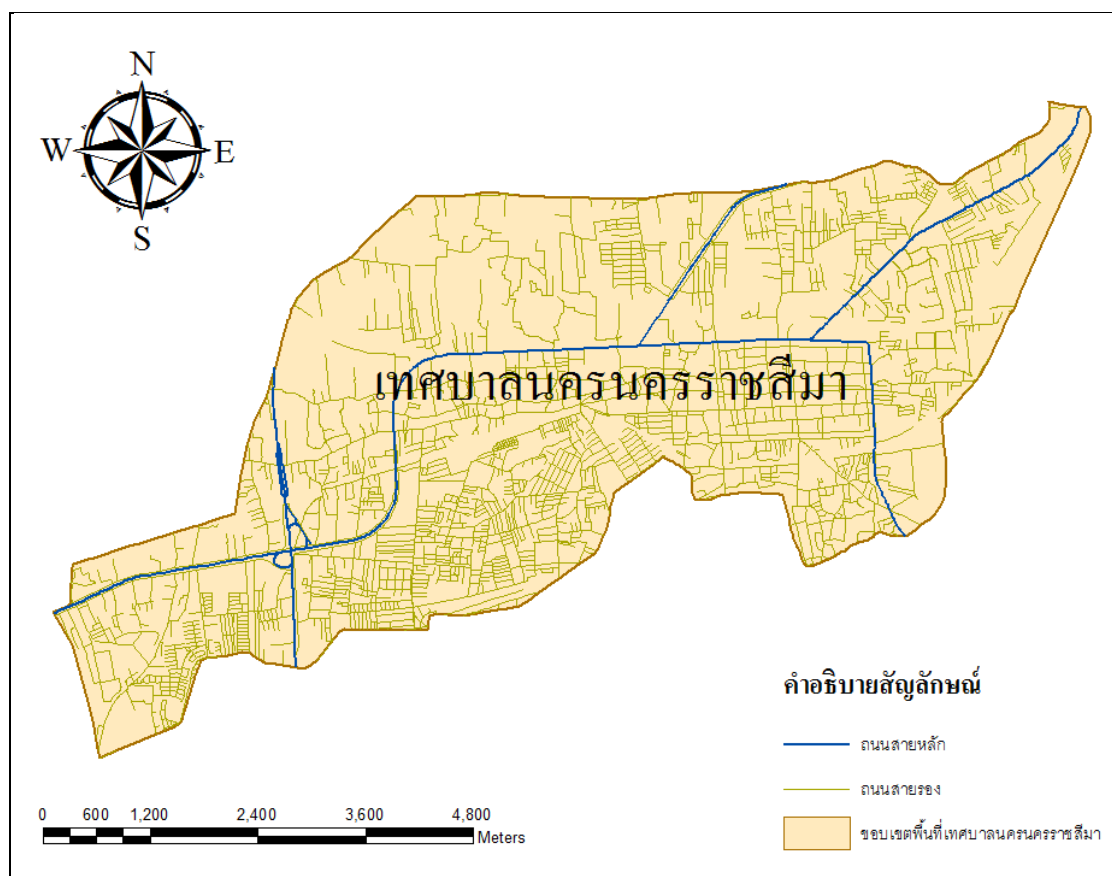 N
W E
S
เทศบาลนครนครราชสีมา
คำอธิบายสัญลักษณ์
ถนนสายหลัก
ถนนสายรอง
ขอบเขตพื้นที่เทศบาลนครนครราชสีมา
0 600 1,200 2,400 3,600 4,800
Meters